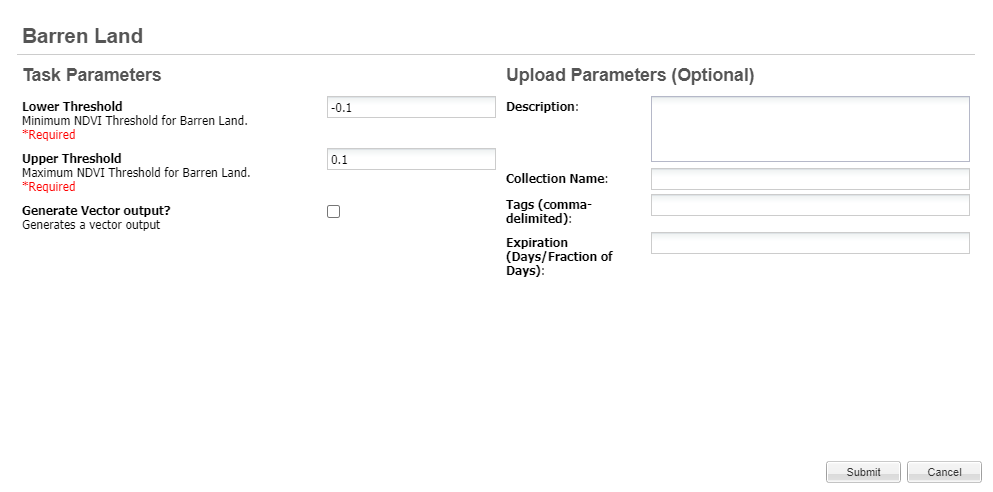 Barren Land
Task Parameters
Lower Threshold
-0.1
Minimum NDVI Threshold for Barren Land.
*Required
Upper Threshold
0.1
Maximum NDVI Threshold for Barren Land.
*Required
Generate Vector output?
Generates a vector output
Upload Parameters (Optional)
Description:
Collection Name:
Tags (comma-
delimited):
Expiration
(Days/Fraction of
Days):
Submit
Cancel